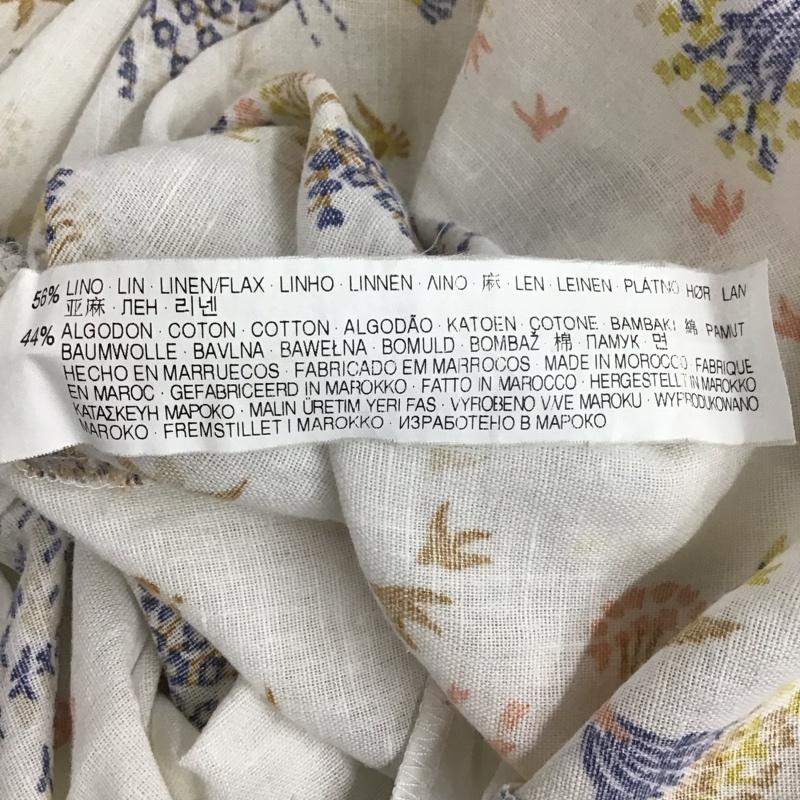 56% LINO · LIN · LINEN/FLAX · LINHO · LINNEN · ΛΙΝΟ · 麻 · LEN · LEINEN · PLÁTNO HØR LAN
亚麻 · ЛЕН · 리넨
44% ALGODON · COTON · COTTON · ALGODÃO · KATOEN · COTONE · BAMBAKI 綿 PAMUT
BAUMWOLLE · BAVLNA · BAWEŁNA · BOMULD · BOMBAŽ 棉 · ПАМУК · 면
HECHO EN MARRUECOS · FABRICADO EM MARROCOS · MADE IN MOROCCO FABRIQUE
EN MAROC · GEFABRICEERD IN MAROKKO · FATTO IN MAROCCO · HERGESTELLT IN MAROKKO
ΚΑΤΑΣΚΕΥΗ ΜΑΡΟΚΟ · MALIN ÜRETIM YERI FAS · VYROBENO V/VE MAROKU · WYPRODUKOWANO
MAROKO · FREMSTILLET I MAROKKO · ИЗРАБОТЕНО В МАРОКО